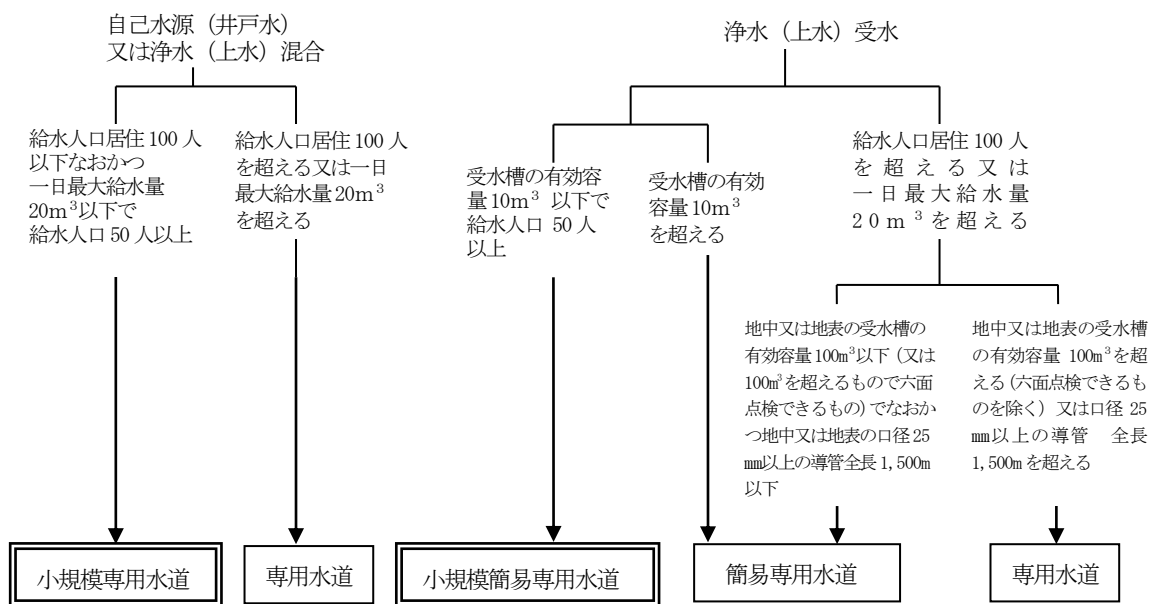 自己水源（井戸水）
又は浄水（上水）混合
浄水（上水）受水
給水人口居住 100 人
以下なおかつ
一日最大給水量
20m³以下で
給水人口 50 人以上
給水人口居住 100 人
を超える又は一日
最大給水量 20m³
を超える
受水槽の有効容
量 10m³ 以下で
給水人口 50 人
以上
受水槽の有効
容量 10m³
を超える
給水人口居住 100 人
を超える又は
一日最大給水量
20m³を超える
地中又は地表の受水槽の
有効容量 100m³以下（又は
100m³を超えるもので六面
点検できるもの）でなおか
つ地中又は地表の口径 25
㎜以上の導管全長 1,500m
以下
地中又は地表の受水槽
の有効容量 100m³を超
える（六面点検できるも
のを除く）又は口径 25
㎜以上の導管 全長
1,500m を超える
小規模専用水道
専用水道
小規模簡易専用水道
簡易専用水道
専用水道